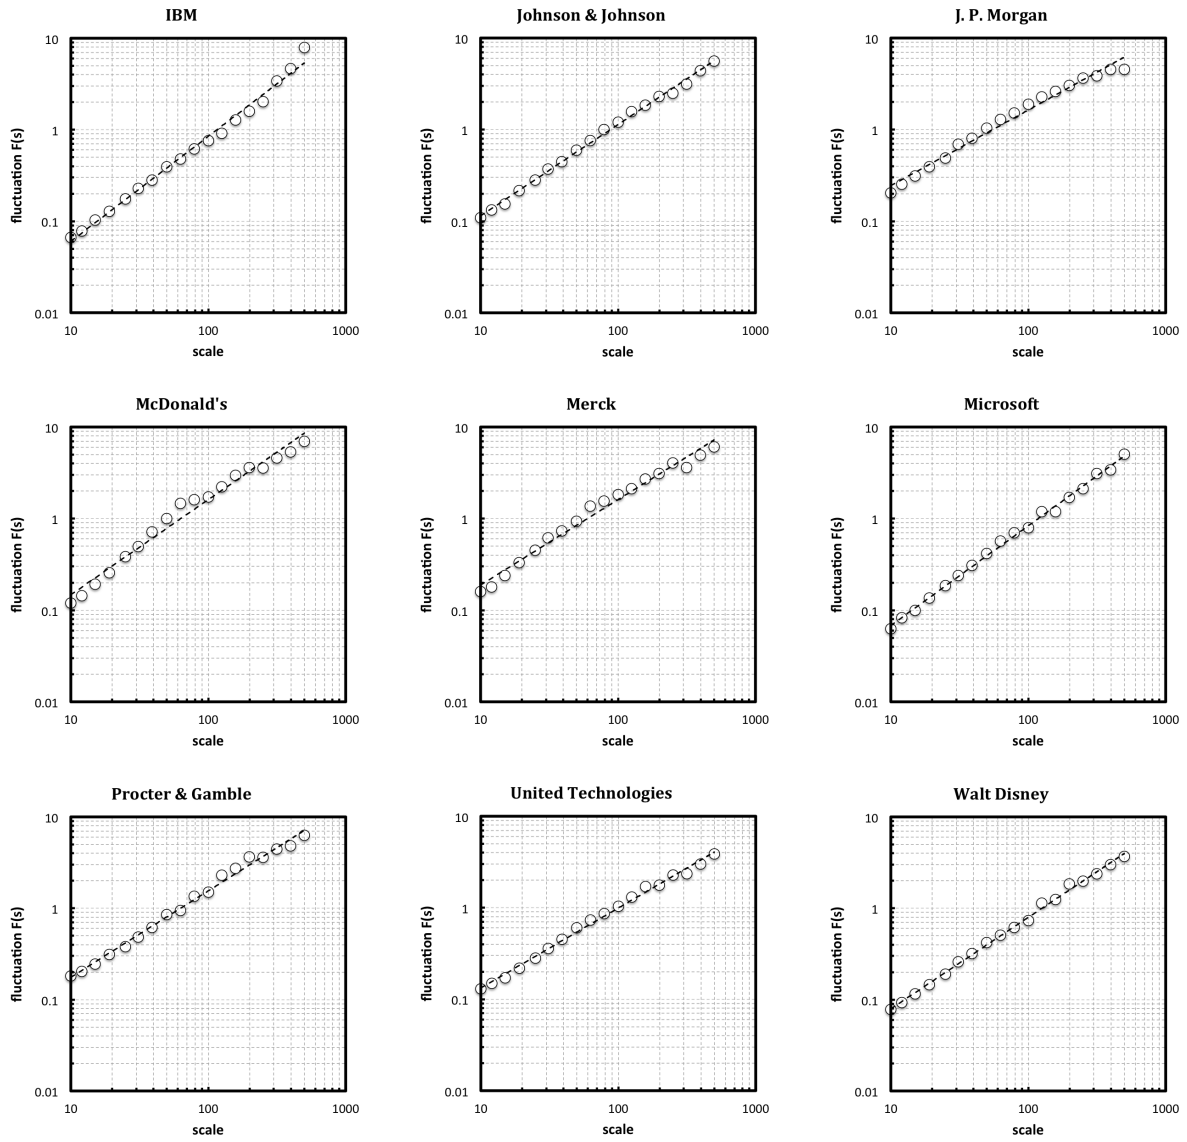 IBM
Johnson & Johnson
J. P. Morgan
10
1
0.1
0.01
fluctuation F(s)
10
100
1000
scale
10
1
0.1
0.01
fluctuation F(s)
10
100
1000
scale
10
1
0.1
0.01
fluctuation F(s)
10
100
1000
scale
McDonald's
Merck
Microsoft
10
1
0.1
0.01
fluctuation F(s)
10
100
1000
scale
10
1
0.1
0.01
fluctuation F(s)
10
100
1000
scale
10
1
0.1
0.01
fluctuation F(s)
10
100
1000
scale
Procter & Gamble
United Technologies
Walt Disney
10
1
0.1
0.01
fluctuation F(s)
10
100
1000
scale
10
1
0.1
0.01
fluctuation F(s)
10
100
1000
scale
10
1
0.1
0.01
fluctuation F(s)
10
100
1000
scale